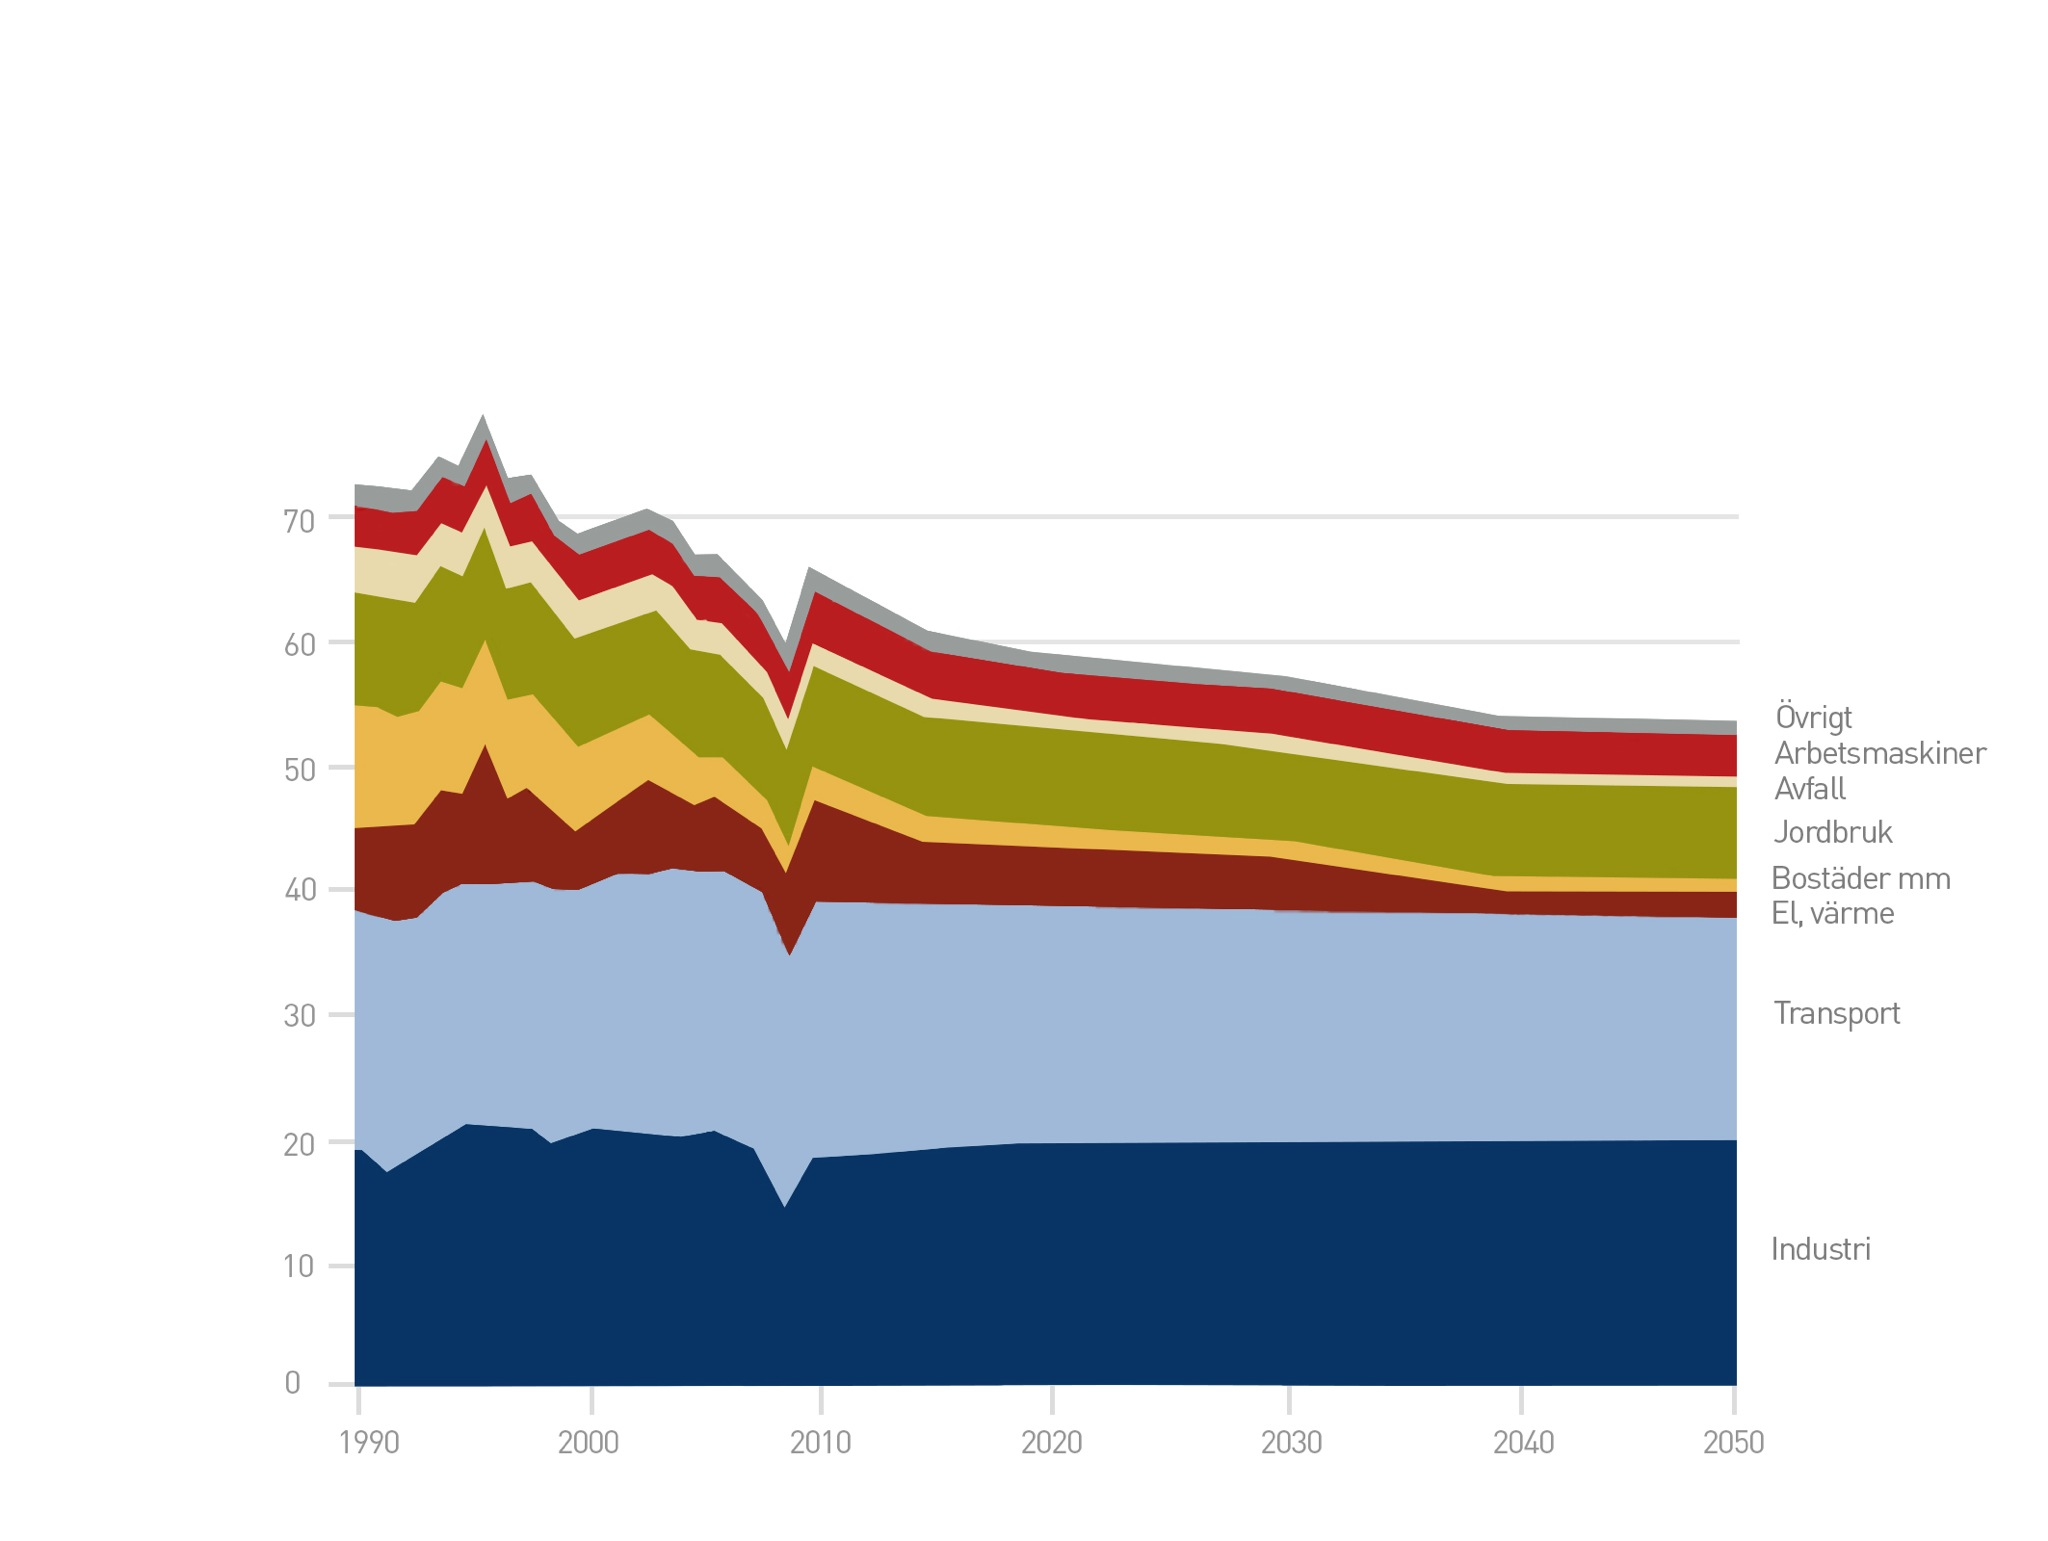 70
60
50
40
30
20
10
0
1990 2000 2010 2020 2030 2040 2050
Övrigt
Arbetsmaskiner
Avfall
Jordbruk
Bostäder mm
El, värme
Transport
Industri